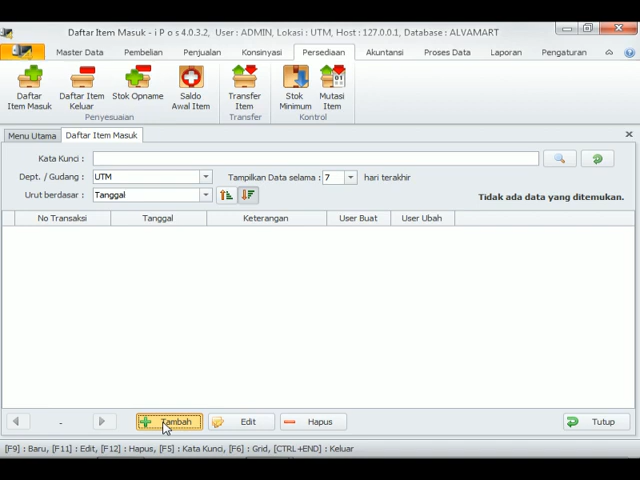 Daftar Item Masuk - i P o s 4.0.3.2, User : ADMIN, Lokasi : UTM, Host : 127.0.0.1, Database : ALVAMART
Master Data Pembelian Penjualan Konsinyasi Persediaan Akuntansi Proses Data Laporan Pengaturan
Daftar Item Masuk
Daftar Item Keluar
Stok Opname
Saldo Awal Item
Transfer Item
Stok Minimum
Mutasi Item
Penyesuaian Transfer Kontrol
Menu Utama Daftar Item Masuk
Kata Kunci :
Dept. / Gudang : UTM Tampilkan Data selama : 7 hari terakhir
Urut berdasar : Tanggal
Tidak ada data yang ditemukan.
No Transaksi Tanggal Keterangan User Buat User Ubah
- Tambah Edit Hapus Tutup
[F9] : Baru, [F11] : Edit, [F12] : Hapus, [F5] : Kata Kunci, [F6] : Grid, [CTRL+END] : Keluar